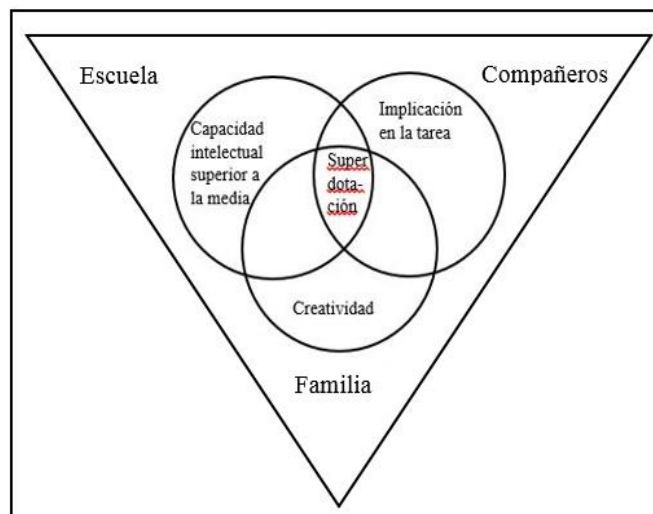 Escuela
Compañeros
Capacidad
intelectual
superior a
la media
Implicación
en la tarea
Super
dota-
ción
Creatividad
Familia